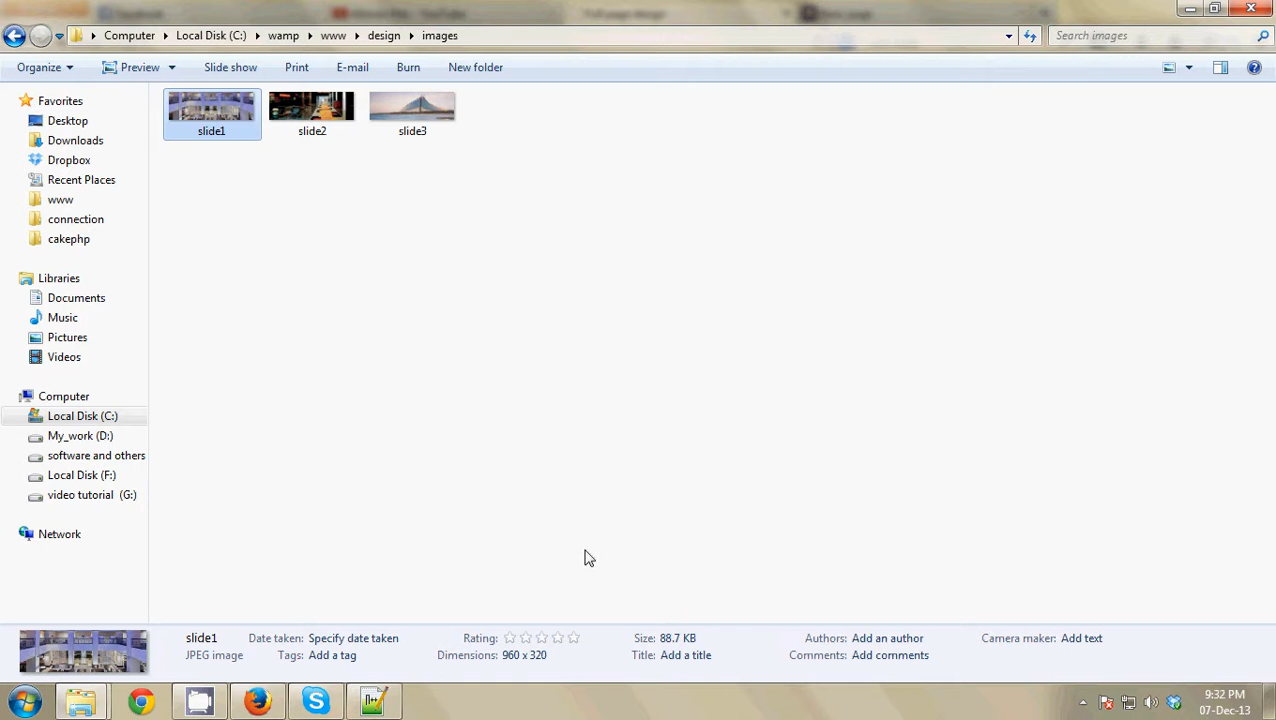 Computer Local Disk (C:) wamp www design images
Search images
Organize Preview Slide show Print E-mail Burn New folder
Favorites
Desktop
Downloads
Dropbox
Recent Places
www
connection
cakephp
Libraries
Documents
Music
Pictures
Videos
Computer
Local Disk (C:)
My_work (D:)
software and others
Local Disk (F:)
video tutorial (G:)
Network
slide1 slide2 slide3
slide1 Date taken: Specify date taken Rating: Size: 88.7 KB Authors: Add an author Camera maker: Add text
JPEG image Tags: Add a tag Dimensions: 960 x 320 Title: Add a title Comments: Add comments
9:32 PM
07-Dec-13